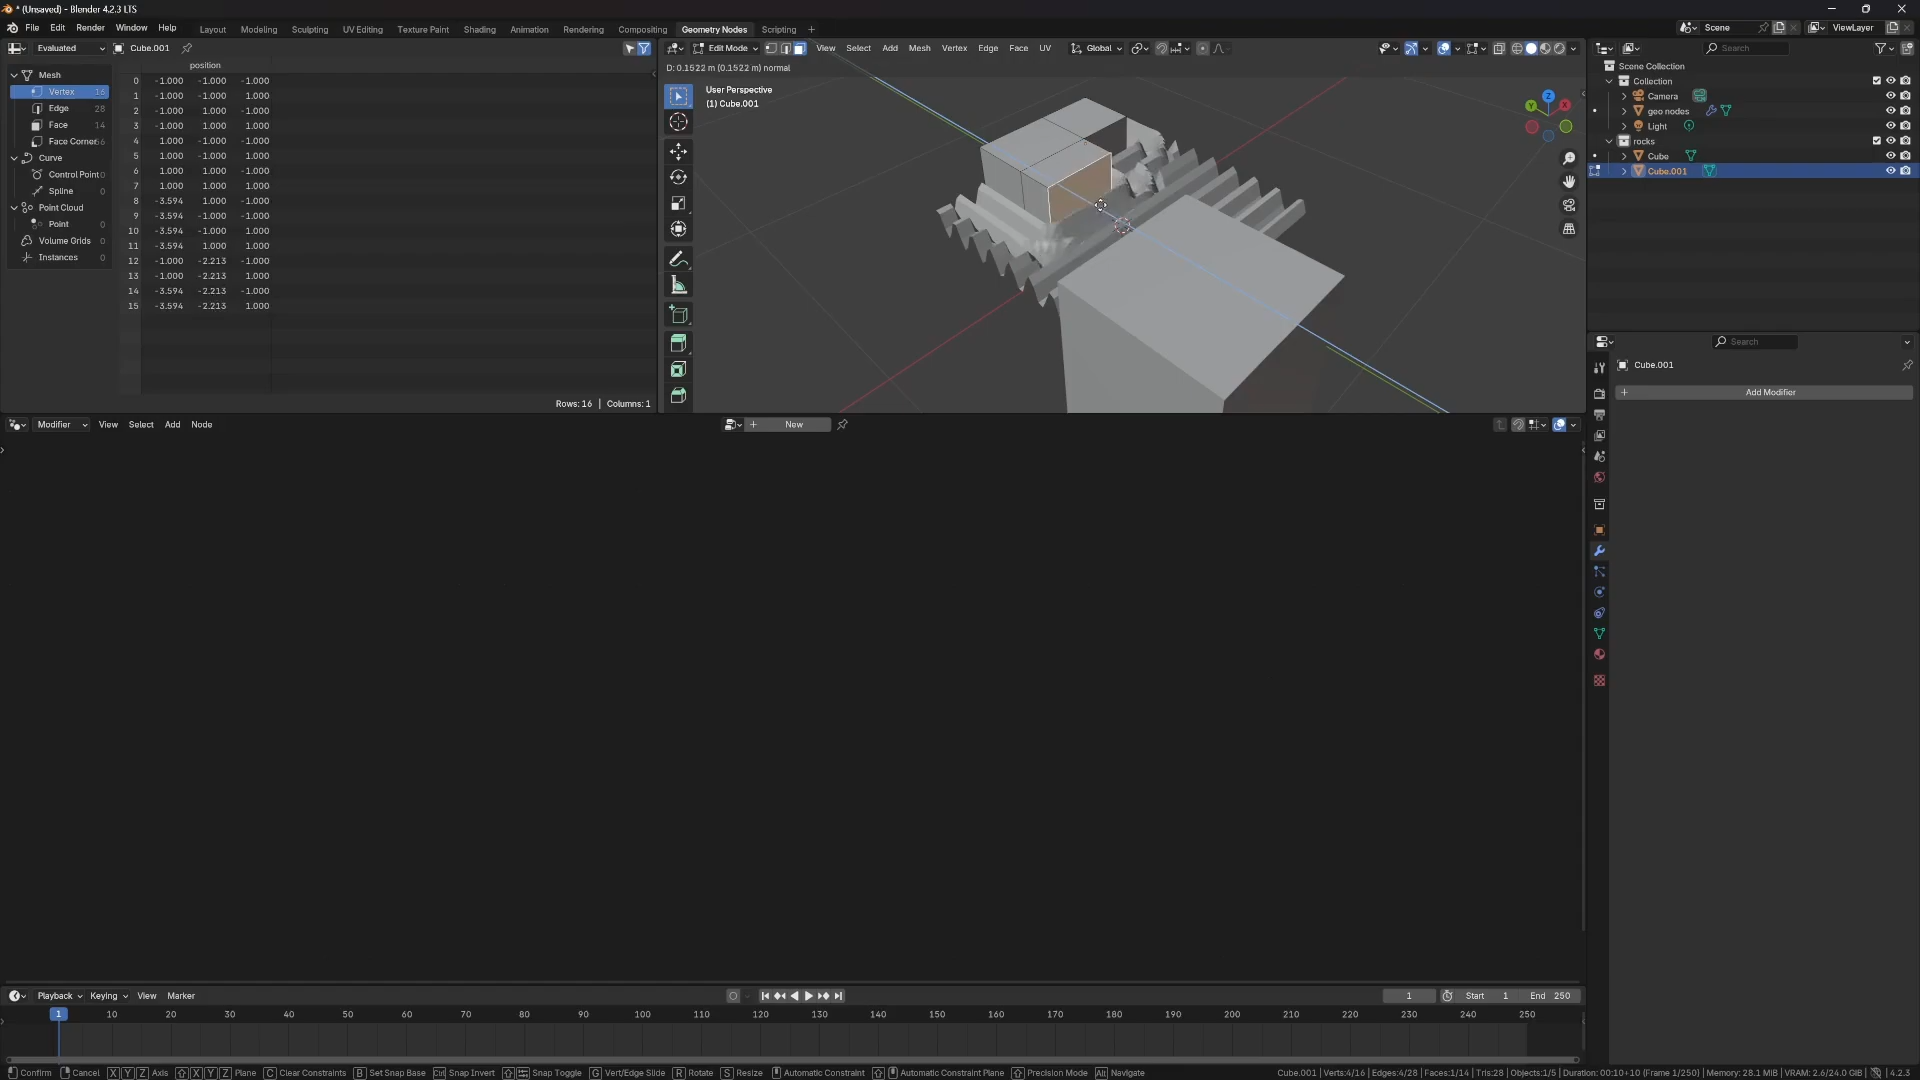 * (Unsaved) - Blender 4.2.3 LTS
File Edit Render Window Help Layout Modeling Sculpting UV Editing Texture Paint Shading Animation Rendering Compositing Geometry Nodes Scripting + Scene ViewLayer
Evaluated Cube.001
position
Mesh
Vertex 16
Edge 28
Face 14
Face Corner 56
Curve
Control Point 0
Spline 0
Point Cloud
Point 0
Volume Grids 0
Instances 0
0 -1.000 -1.000 -1.000
1 -1.000 -1.000 1.000
2 -1.000 1.000 -1.000
3 -1.000 1.000 1.000
4 1.000 -1.000 -1.000
5 1.000 -1.000 1.000
6 1.000 1.000 -1.000
7 1.000 1.000 1.000
8 -3.594 1.000 -1.000
9 -3.594 -1.000 1.000
10 -3.594 -1.000 -1.000
11 -3.594 1.000 1.000
12 -1.000 -2.213 -1.000
13 -1.000 -2.213 1.000
14 -3.594 -2.213 -1.000
15 -3.594 -2.213 1.000
Rows: 16 | Columns: 1
Edit Mode View Select Add Mesh Vertex Edge Face UV Global
D: 0.1522 m (0.1522 m) normal
User Perspective
(1) Cube.001
Z
Y
X
Search
Scene Collection
Collection
Camera
geo nodes
Light
rocks
Cube
Cube.001
Search
Cube.001
+ Add Modifier
Modifier View Select Add Node + New
Playback Keying View Marker 1 Start 1 End 250
1 10 20 30 40 50 60 70 80 90 100 110 120 130 140 150 160 170 180 190 200 210 220 230 240 250
Confirm Cancel X Y Z Axis X Y Z Plane C Clear Constraints B Set Snap Base Ctrl Snap Invert Snap Toggle G Vert/Edge Slide R Rotate S Resize Automatic Constraint Automatic Constraint Plane Precision Mode Alt Navigate Cube.001 | Verts:4/16 | Edges:4/28 | Faces:1/14 | Tris:28 | Objects:1/5 | Duration: 00:10+10 (Frame 1/250) | Memory: 28.1 MiB | VRAM: 2.6/24.0 GiB | 4.2.3